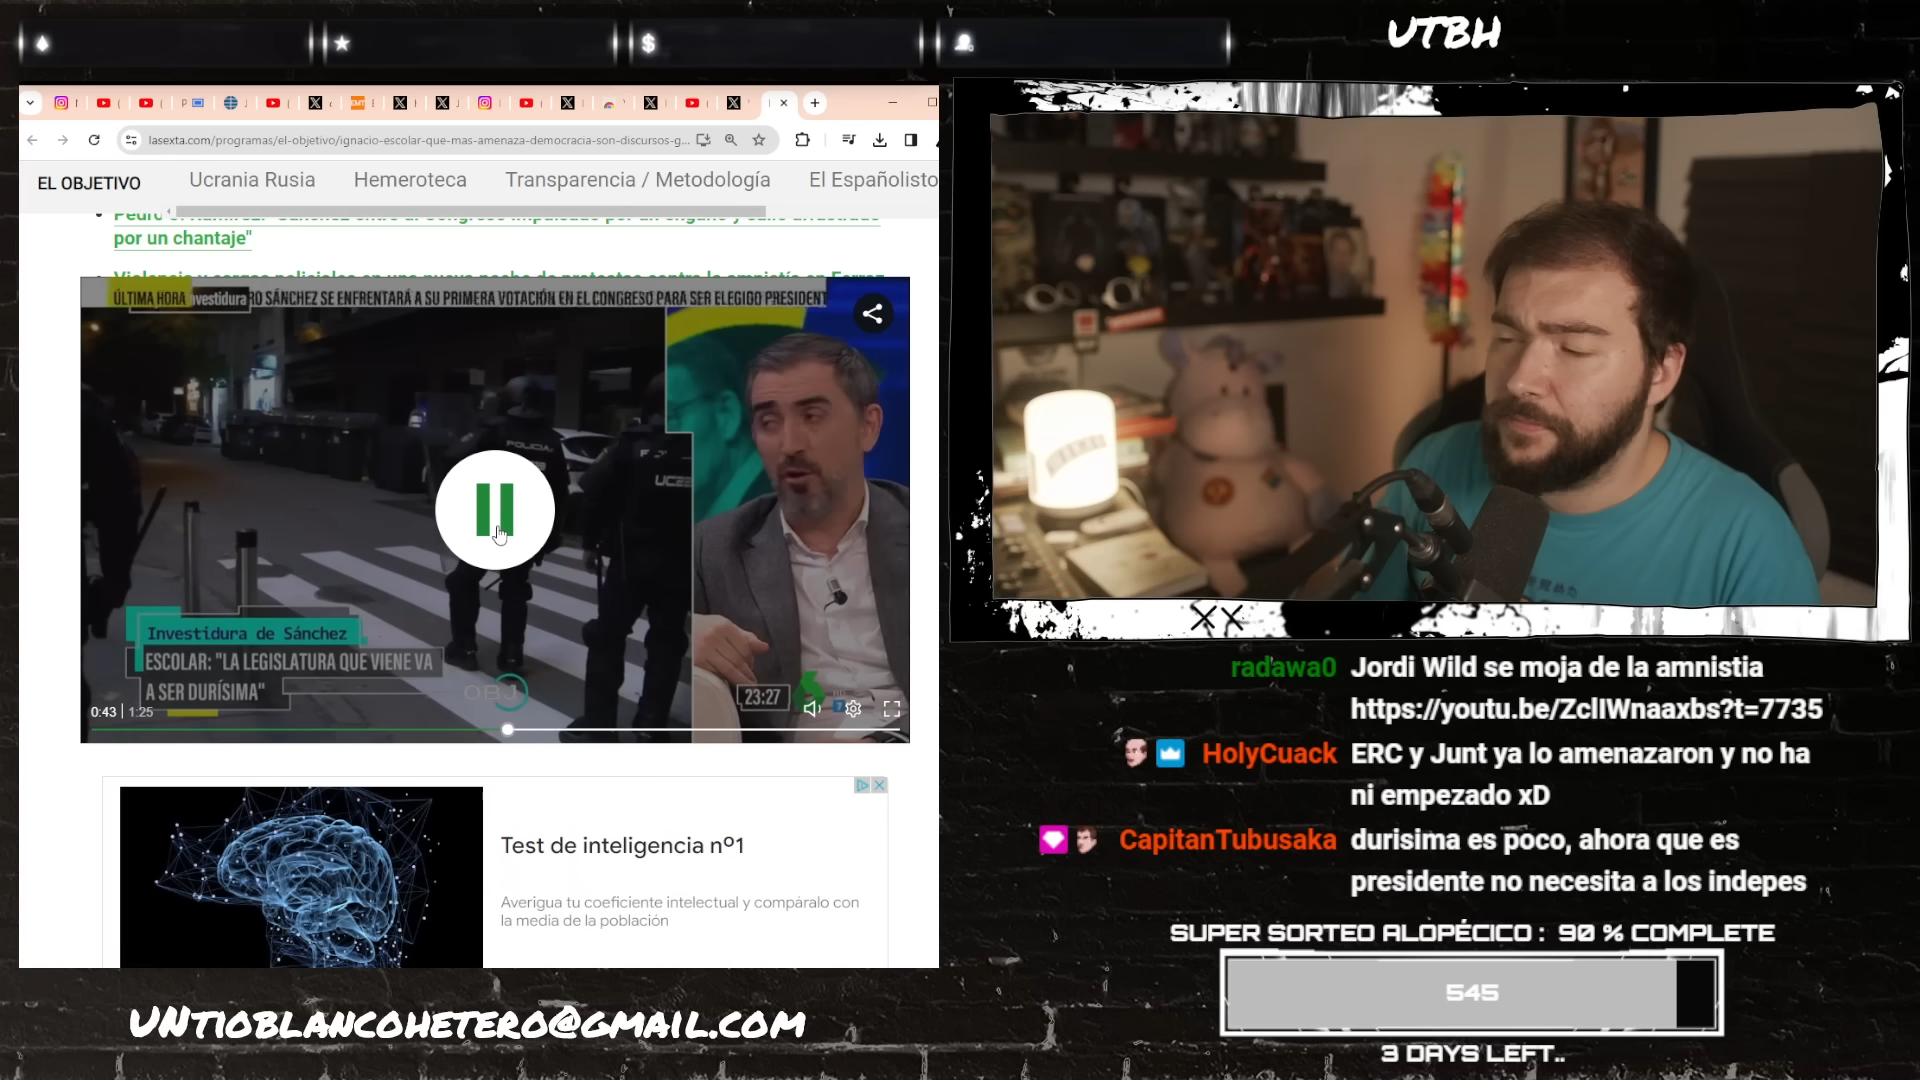 UTBH
lasexta.com/programas/el-objetivo/ignacio-escolar-que-mas-amenaza-democracia-son-discursos-g...
EL OBJETIVO
Ucrania Rusia
Hemeroteca
Transparencia / Metodología
El Españolisto
por un chantaje"
ÚLTIMA HORA
nvestidura
RO SÁNCHEZ SE ENFRENTARÁ A SU PRIMERA VOTACIÓN EN EL CONGRESO PARA SER ELEGIDO PRESIDENT
POLICIA
Investidura de Sánchez
ESCOLAR: "LA LEGISLATURA QUE VIENE VA
A SER DURÍSIMA"
OBJ
23:27
0:43 | 1:25
Test de inteligencia nº1
Averigua tu coeficiente intelectual y compáralo con
la media de la población
radawa0 Jordi Wild se moja de la amnistia
https://youtu.be/ZclIWnaaxbs?t=7735
HolyCuack ERC y Junt ya lo amenazaron y no ha
ni empezado xD
CapitanTubusaka durisima es poco, ahora que es
presidente no necesita a los indepes
SUPER SORTEO ALOPÉCICO : 90 % COMPLETE
545
3 DAYS LEFT..
UNTIOBLANCOHETERO@GMAIL.COM